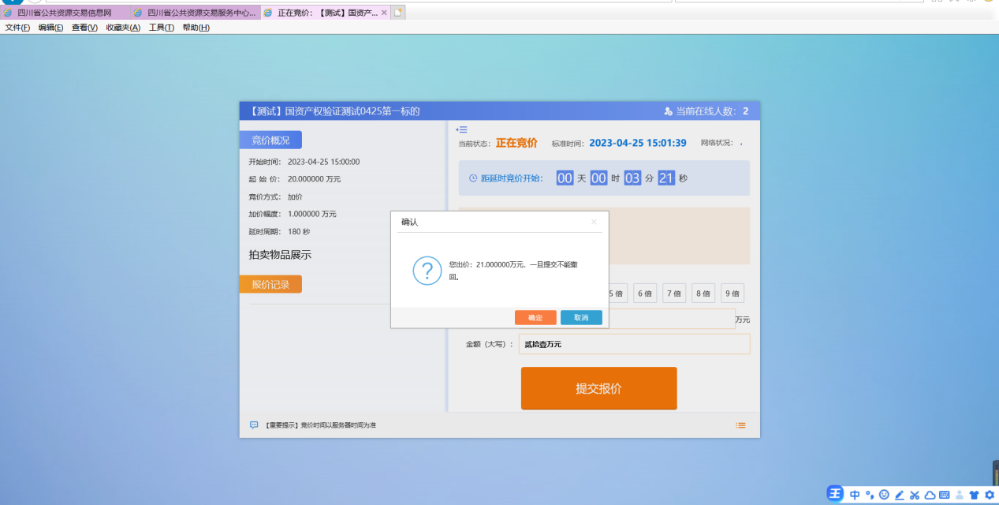 四川省公共资源交易信息网 四川省公共资源交易服务中心... 正在竞价：【测试】国资产...
文件(F) 编辑(E) 查看(V) 收藏夹(A) 工具(T) 帮助(H)
【测试】国资产权验证测试0425第一标的 当前在线人数：2
竞价概况
开始时间： 2023-04-25 15:00:00
起 始 价： 20.000000 万元
竞价方式： 加价
加价幅度： 1.000000 万元
延时周期： 180 秒
拍卖物品展示
报价记录
当前状态： 正在竞价 标准时间： 2023-04-25 15:01:39 网络状况：
距延时竞价开始： 00 天 00 时 03 分 21 秒
确认
您出价：21.000000万元，一旦提交不能撤
回。
确定 取消
5 倍 6 倍 7 倍 8 倍 9 倍
万元
金额（大写）： 贰拾壹万元
提交报价
【重要提示】竞价时间以服务器时间为准
王 中